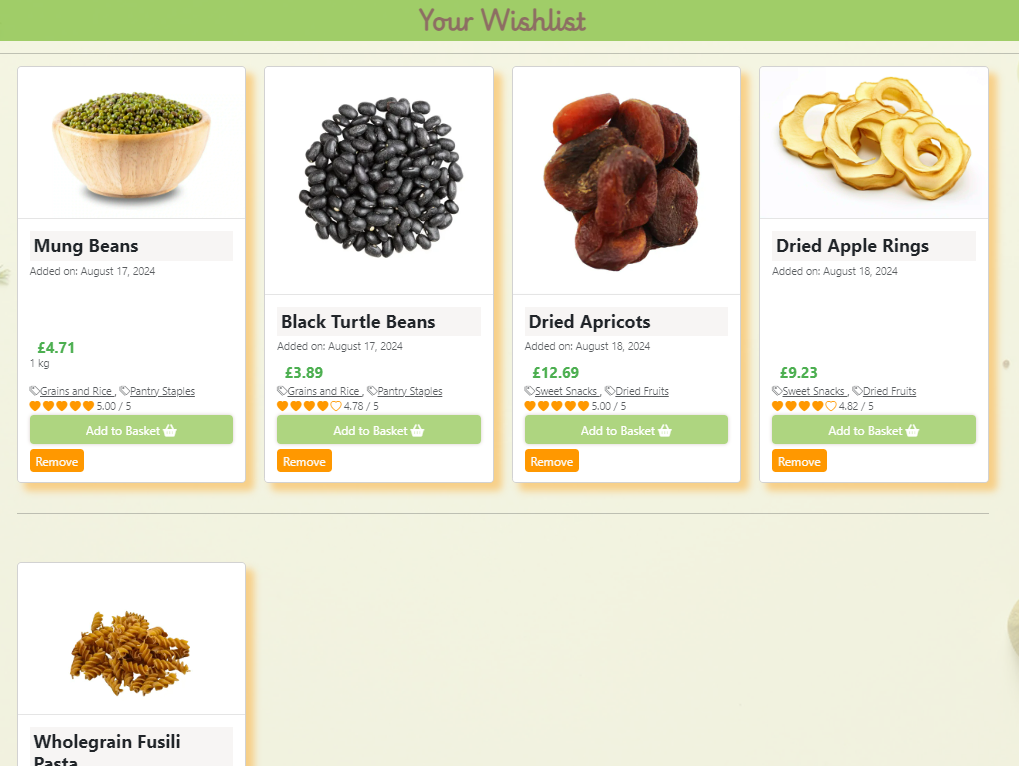 Your Wishlist
Mung Beans
Added on: August 17, 2024
£4.71
1 kg
Grains and Rice , Pantry Staples
5.00 / 5
Add to Basket
Remove
Black Turtle Beans
Added on: August 17, 2024
£3.89
Grains and Rice , Pantry Staples
4.78 / 5
Add to Basket
Remove
Dried Apricots
Added on: August 18, 2024
£12.69
Sweet Snacks , Dried Fruits
5.00 / 5
Add to Basket
Remove
Dried Apple Rings
Added on: August 18, 2024
£9.23
Sweet Snacks , Dried Fruits
4.82 / 5
Add to Basket
Remove
Wholegrain Fusili
Pasta